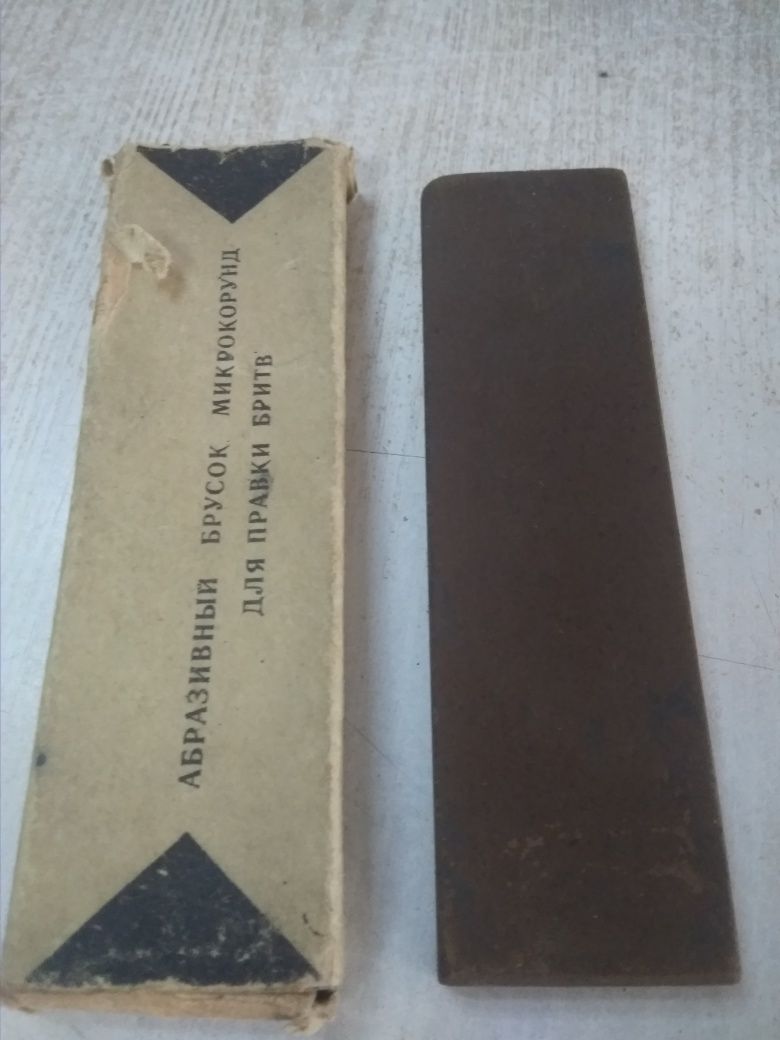 АБРАЗИВНЫЙ БРУСОК МИКРОКОРУНД
ДЛЯ ПРАВКИ БРИТВ